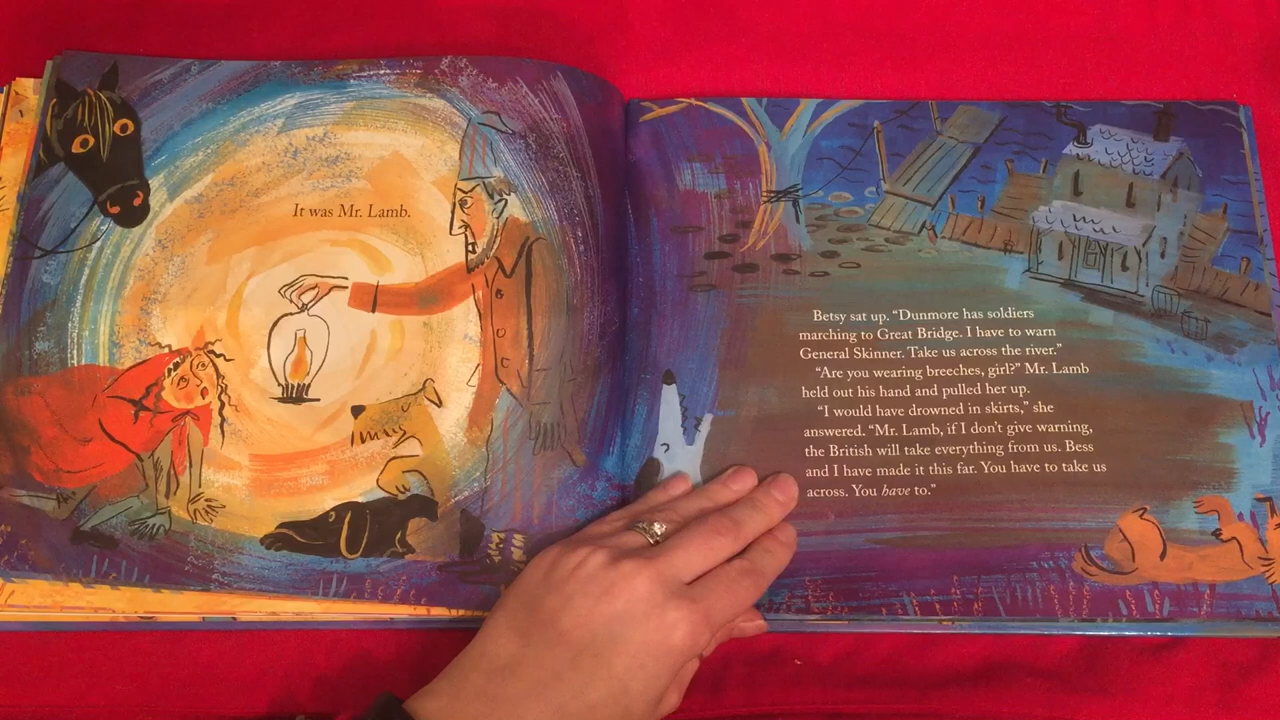 It was Mr. Lamb.
Betsy sat up. “Dunmore has soldiers
marching to Great Bridge. I have to warn
General Skinner. Take us across the river.”
“Are you wearing breeches, girl?” Mr. Lamb
held out his hand and pulled her up.
“I would have drowned in skirts,” she
answered. “Mr. Lamb, if I don’t give warning,
the British will take everything from us. Bess
and I have made it this far. You have to take us
across. You have to.”